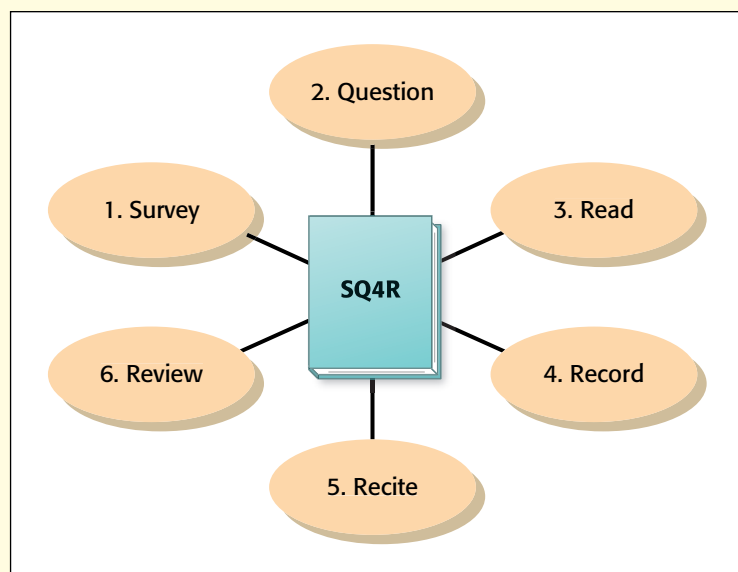 SQ4R
1. Survey
2. Question
3. Read
4. Record
5. Recite
6. Review